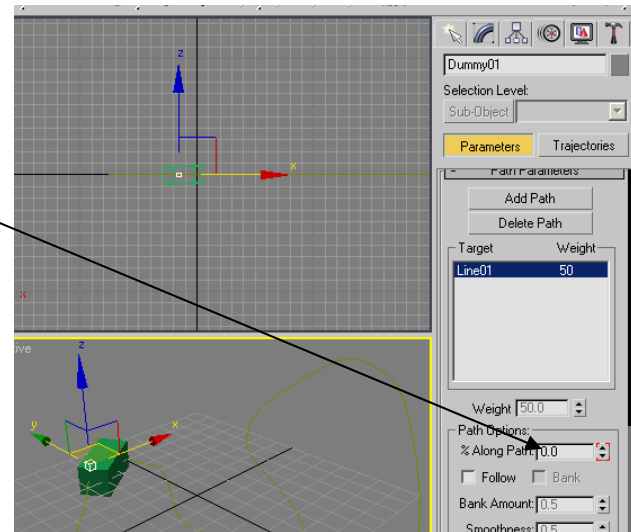 z
x
x
ive
z
y
x
Dummy01
Selection Level:
Sub-Object
Parameters Trajectories
- Path Parameters
Add Path
Delete Path
Target Weight
Line01 50
Weight 50.0
Path Options:
% Along Path: 0.0
Follow Bank
Bank Amount: 0.5
Smoothness: 0.5